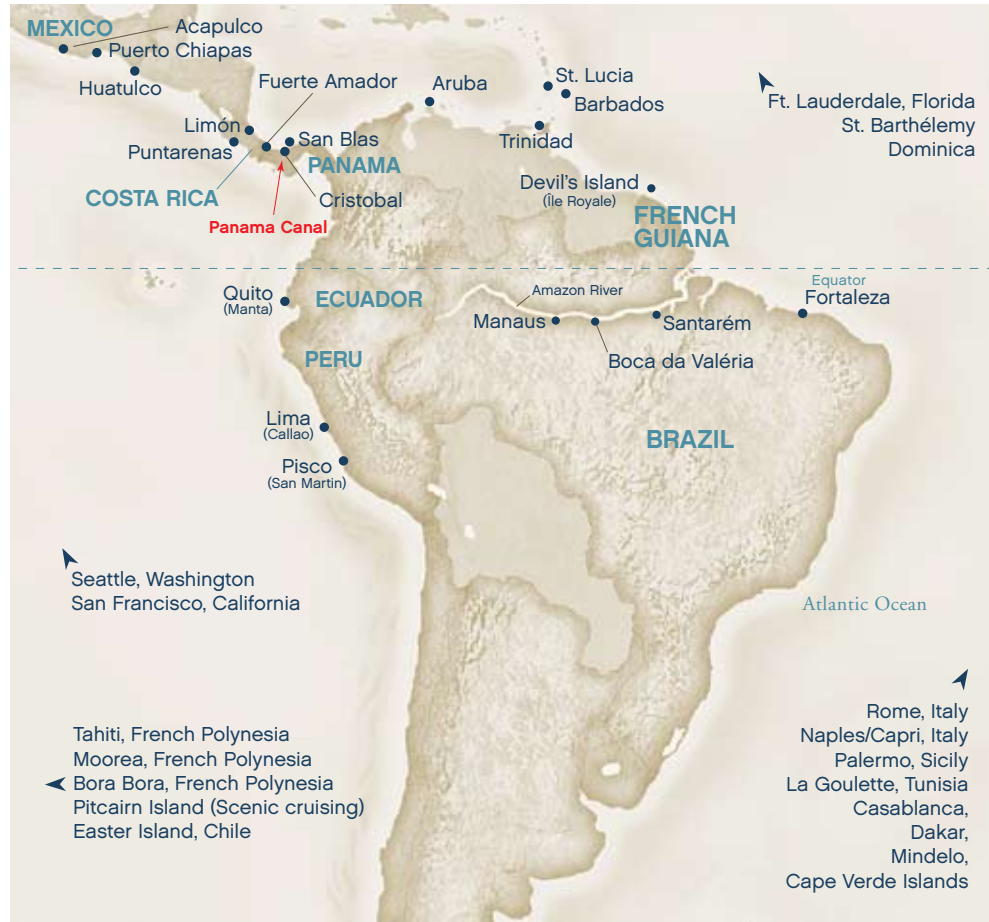 MEXICO
Acapulco
Puerto Chiapas
Huatulco
Fuerte Amador
Aruba
St. Lucia
Barbados
Ft. Lauderdale, Florida
St. Barthélemy
Dominica
Limón
San Blas
Trinidad
Puntarenas
PANAMA
COSTA RICA
Cristobal
Panama Canal
Devil's Island
(Île Royale)
FRENCH
GUIANA
Equator
Quito
(Manta)
ECUADOR
Amazon River
Fortaleza
Manaus
Santarém
Boca da Valéria
PERU
Lima
(Callao)
BRAZIL
Pisco
(San Martin)
Seattle, Washington
San Francisco, California
Atlantic Ocean
Tahiti, French Polynesia
Moorea, French Polynesia
Bora Bora, French Polynesia
Pitcairn Island (Scenic cruising)
Easter Island, Chile
Rome, Italy
Naples/Capri, Italy
Palermo, Sicily
La Goulette, Tunisia
Casablanca,
Dakar,
Mindelo,
Cape Verde Islands